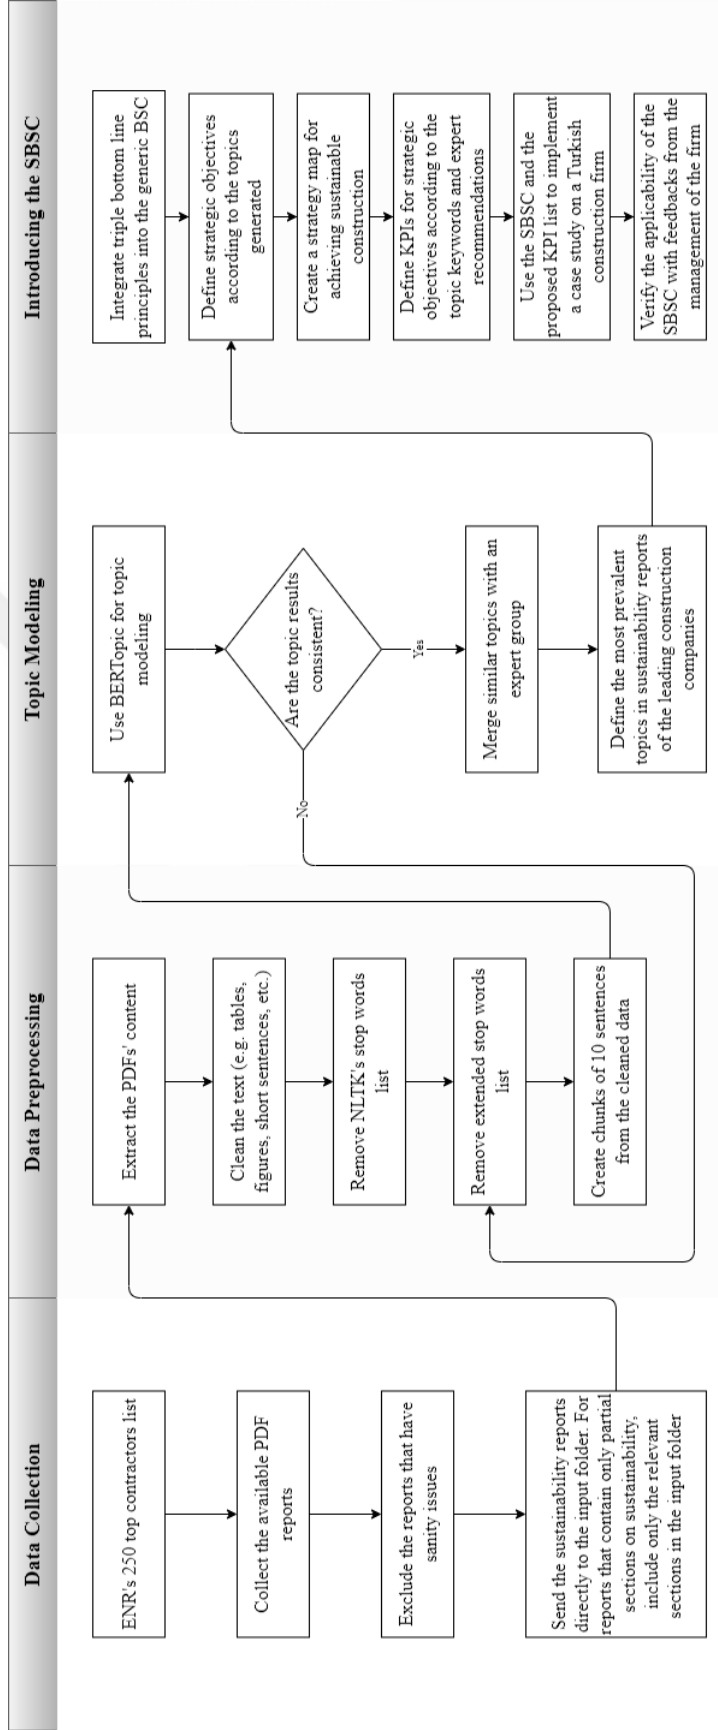 Data Collection
ENR's 250 top contractors list
Collect the available PDF
reports
Exclude the reports that have
sanity issues
Send the sustainability reports
directly to the input folder. For
reports that contain only partial
sections on sustainability,
include only the relevant
sections in the input folder
Data Preprocessing
Extract the PDFs' content
Clean the text (e.g. tables,
figures, short sentences, etc.)
Remove NLTK's stop words
list
Remove extended stop words
list
Create chunks of 10 sentences
from the cleaned data
Topic Modeling
Use BERTopic for topic
modeling
Are the topic results
consistent?
No
Yes
Merge similar topics with an
expert group
Define the most prevalent
topics in sustainability reports
of the leading construction
companies
Introducing the SBSC
Integrate triple bottom line
principles into the generic BSC
Define strategic objectives
according to the topics
generated
Create a strategy map for
achieving sustainable
construction
Define KPIs for strategic
objectives according to the
topic keywords and expert
recommendations
Use the SBSC and the
proposed KPI list to implement
a case study on a Turkish
construction firm
Verify the applicability of the
SBSC with feedbacks from the
management of the firm